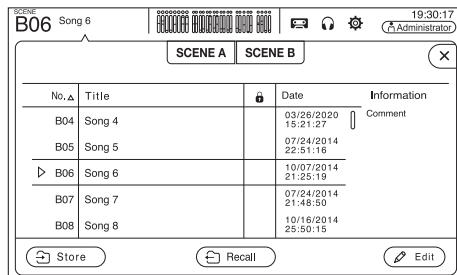 SCENE
B06 Song 6
19:30:17
Administrator
SCENE A SCENE B
No. Title Date Information
B04 Song 4 03/26/2020 15:21:27 Comment
B05 Song 5 07/24/2014 22:51:16
B06 Song 6 10/07/2014 21:25:19
B07 Song 7 07/24/2014 21:48:50
B08 Song 8 10/16/2014 25:50:15
Store Recall Edit